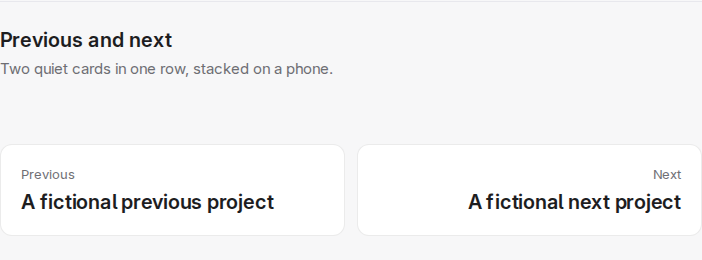 Previous and next
Two quiet cards in one row, stacked on a phone.
Previous
A fictional previous project
Next
A fictional next project